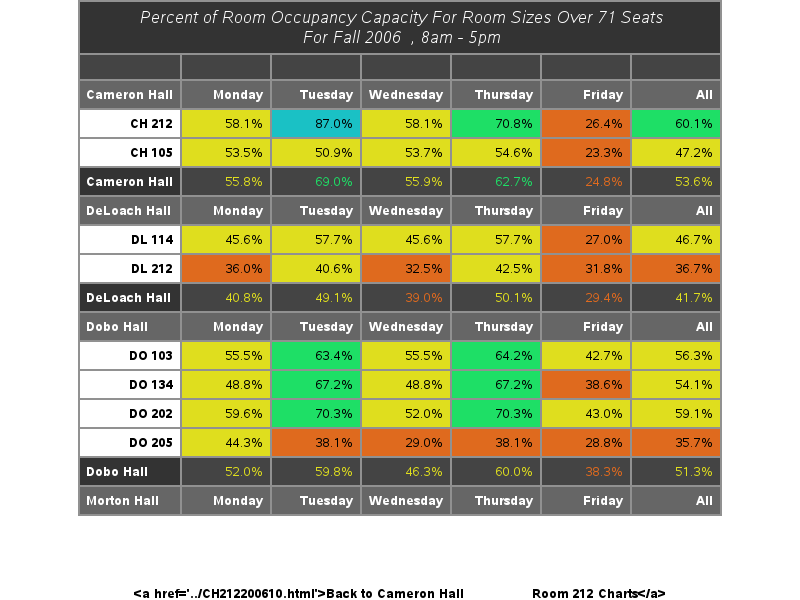 Percent of Room Occupancy Capacity For Room Sizes Over 71 Seats
For Fall 2006 , 8am - 5pm
Cameron Hall Monday Tuesday Wednesday Thursday Friday All
CH 212 58.1% 87.0% 58.1% 70.8% 26.4% 60.1%
CH 105 53.5% 50.9% 53.7% 54.6% 23.3% 47.2%
Cameron Hall 55.8% 69.0% 55.9% 62.7% 24.8% 53.6%
DeLoach Hall Monday Tuesday Wednesday Thursday Friday All
DL 114 45.6% 57.7% 45.6% 57.7% 27.0% 46.7%
DL 212 36.0% 40.6% 32.5% 42.5% 31.8% 36.7%
DeLoach Hall 40.8% 49.1% 39.0% 50.1% 29.4% 41.7%
Dobo Hall Monday Tuesday Wednesday Thursday Friday All
DO 103 55.5% 63.4% 55.5% 64.2% 42.7% 56.3%
DO 134 48.8% 67.2% 48.8% 67.2% 38.6% 54.1%
DO 202 59.6% 70.3% 52.0% 70.3% 43.0% 59.1%
DO 205 44.3% 38.1% 29.0% 38.1% 28.8% 35.7%
Dobo Hall 52.0% 59.8% 46.3% 60.0% 38.3% 51.3%
Morton Hall Monday Tuesday Wednesday Thursday Friday All
<a href='../CH212200610.html'>Back to Cameron Hall Room 212 Charts</a>